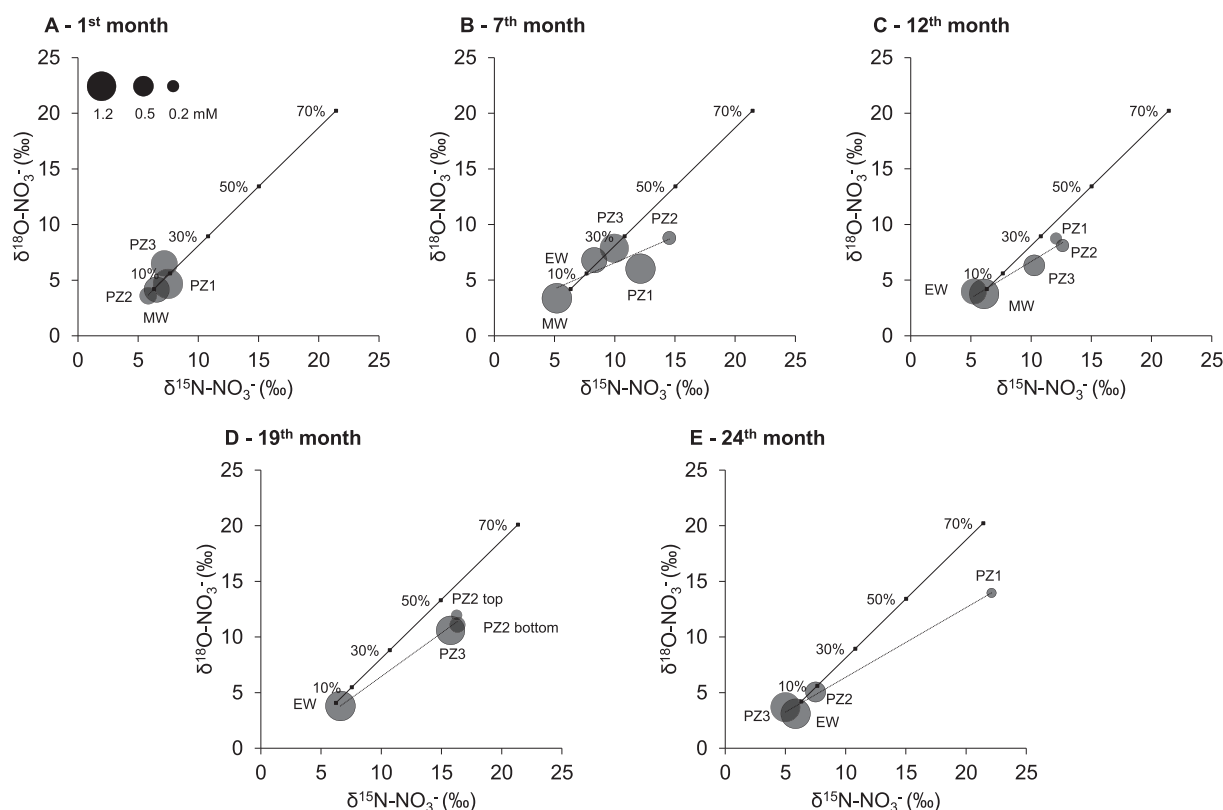 A - 1st month
25
20
15
10
5
0
δ18O-NO3- (‰)
1.2 0.5 0.2 mM
70%
50%
30%
10%
PZ3
PZ2
PZ1
MW
0 5 10 15 20 25
δ15N-NO3- (‰)
B - 7th month
25
20
15
10
5
0
δ18O-NO3- (‰)
70%
50%
PZ3
PZ2
30%
EW
10%
PZ1
MW
0 5 10 15 20 25
δ15N-NO3- (‰)
C - 12th month
25
20
15
10
5
0
δ18O-NO3- (‰)
70%
50%
30%
PZ1
PZ2
10%
PZ3
EW
MW
0 5 10 15 20 25
δ15N-NO3- (‰)
D - 19th month
25
20
15
10
5
0
δ18O-NO3- (‰)
70%
50%
PZ2 top
PZ2 bottom
30%
PZ3
10%
EW
0 5 10 15 20 25
δ15N-NO3- (‰)
E - 24th month
25
20
15
10
5
0
δ18O-NO3- (‰)
70%
PZ1
50%
30%
10%
PZ2
PZ3
EW
0 5 10 15 20 25
δ15N-NO3- (‰)